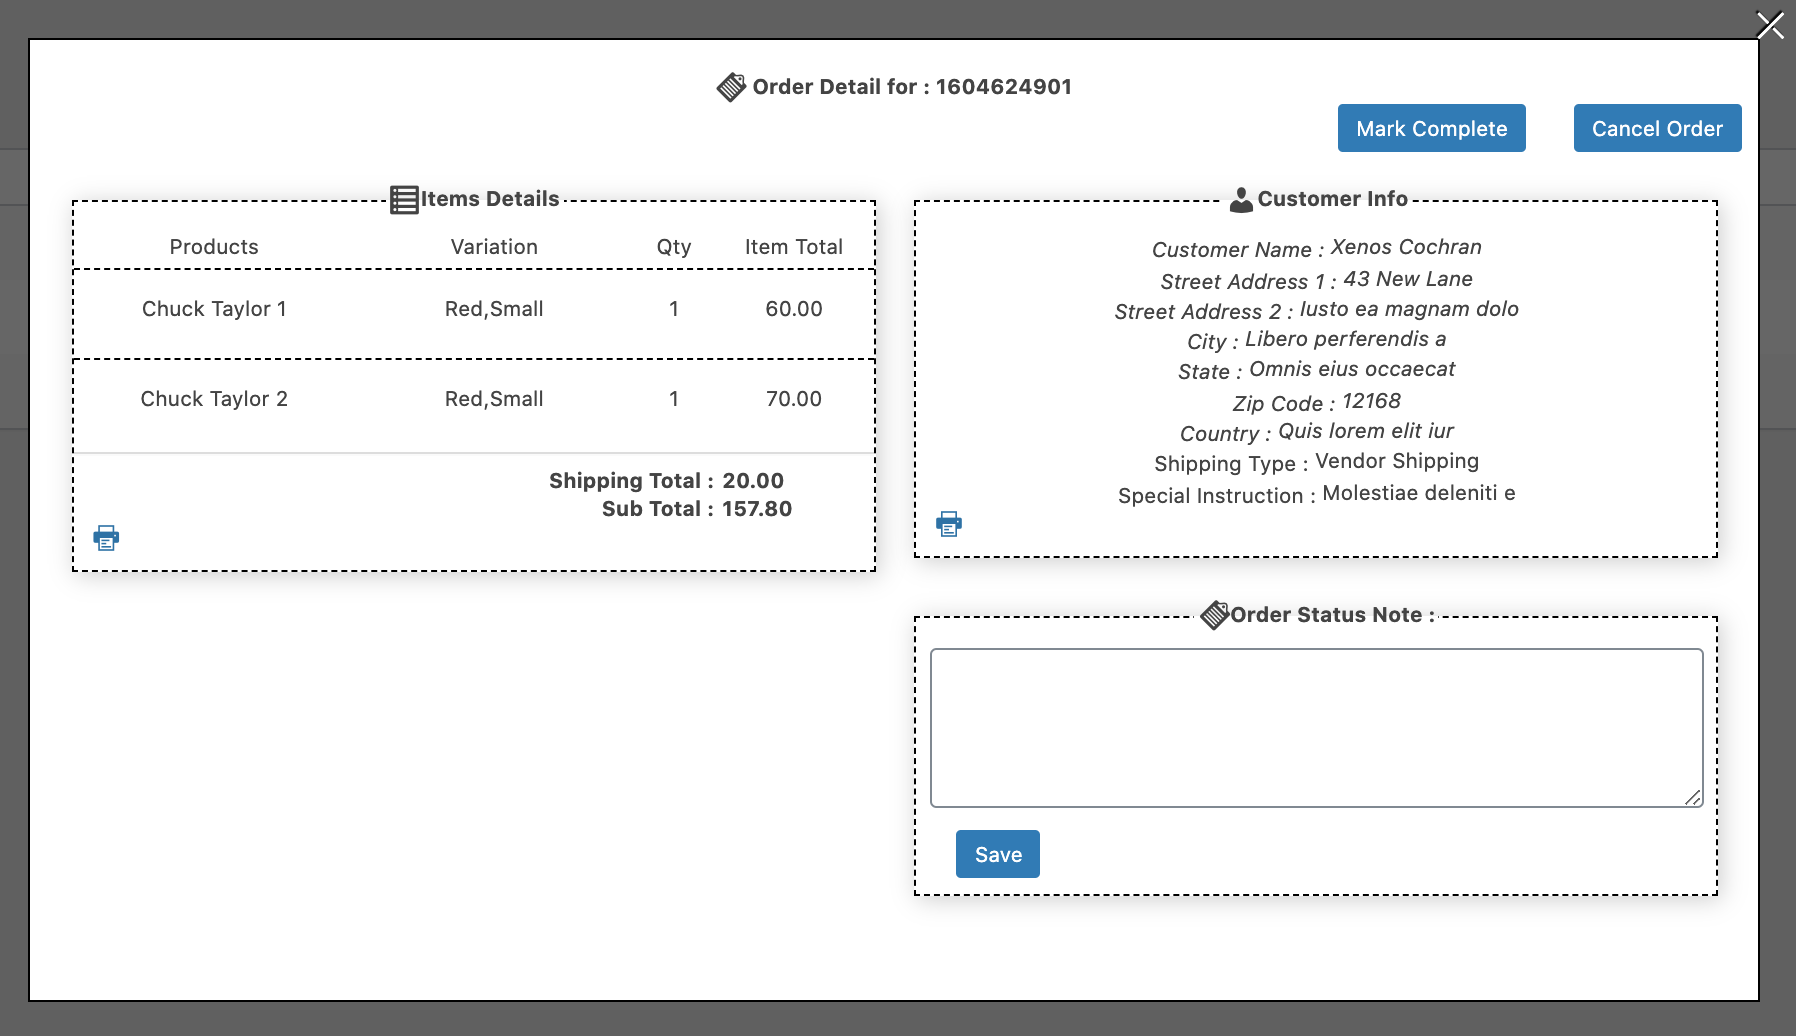 Order Detail for : 1604624901
Mark Complete
Cancel Order
Items Details
Products Variation Qty Item Total
Chuck Taylor 1 Red,Small 1 60.00
Chuck Taylor 2 Red,Small 1 70.00
Shipping Total : 20.00
Sub Total : 157.80
Customer Info
Customer Name : Xenos Cochran
Street Address 1 : 43 New Lane
Street Address 2 : Iusto ea magnam dolo
City : Libero perferendis a
State : Omnis eius occaecat
Zip Code : 12168
Country : Quis lorem elit iur
Shipping Type : Vendor Shipping
Special Instruction : Molestiae deleniti e
Order Status Note :
Save